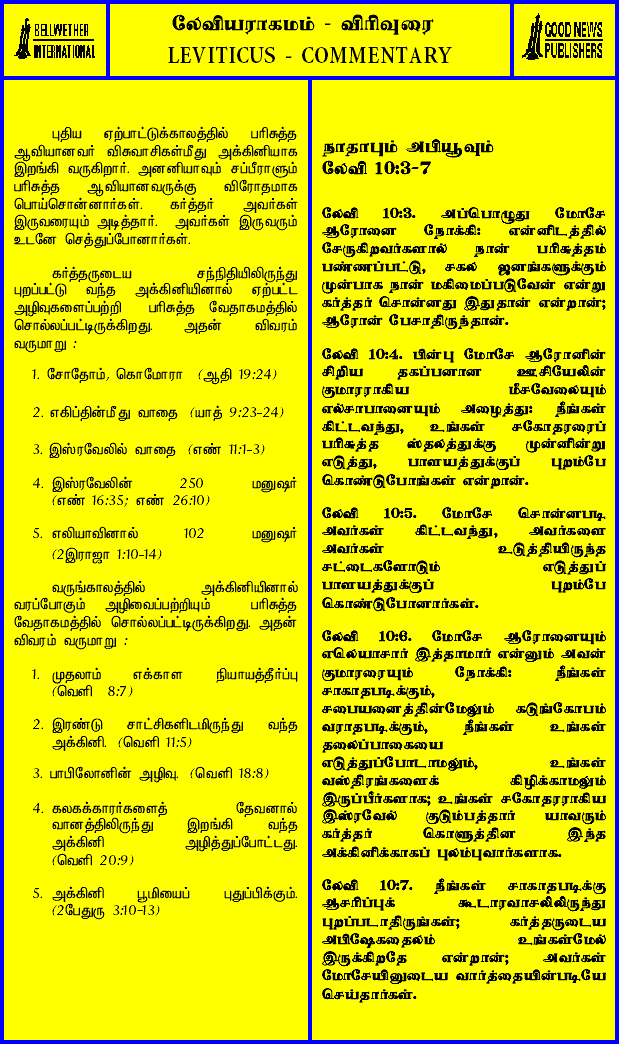 BELLWETHER
INTERNATIONAL
லேவியராகமம் - விரிவுரை
LEVITICUS - COMMENTARY
GOOD NEWS
PUBLISHERS
புதிய ஏற்பாட்டுக்காலத்தில் பரிசுத்த
ஆவியானவர் விசுவாசிகள்மீது அக்கினியாக
இறங்கி வருகிறார். அனனியாவும் சப்பீராளும்
பரிசுத்த ஆவியானவருக்கு விரோதமாக
பொய்சொன்னார்கள். கர்த்தர் அவர்கள்
இருவரையும் அடித்தார். அவர்கள் இருவரும்
உடனே செத்துப்போனார்கள்.
கர்த்தருடைய சந்நிதியிலிருந்து
புறப்பட்டு வந்த அக்கினியினால் ஏற்பட்ட
அழிவுகளைப்பற்றி பரிசுத்த வேதாகமத்தில்
சொல்லப்பட்டிருக்கிறது. அதன் விவரம்
வருமாறு :
1. சோதோம், கொமோரா (ஆதி 19:24)
2. எகிப்தின்மீது வாதை (யாத் 9:23-24)
3. இஸ்ரவேலில் வாதை (எண் 11:1-3)
4. இஸ்ரவேலின் 250 மனுஷர்
(எண் 16:35; எண் 26:10)
5. எலியாவினால் 102 மனுஷர்
(2இராஜா 1:10-14)
வருங்காலத்தில் அக்கினியினால்
வரப்போகும் அழிவைப்பற்றியும் பரிசுத்த
வேதாகமத்தில் சொல்லப்பட்டிருக்கிறது. அதன்
விவரம் வருமாறு :
1. முதலாம் எக்காள நியாயத்தீர்ப்பு
(வெளி 8:7)
2. இரண்டு சாட்சிகளிடமிருந்து வந்த
அக்கினி. (வெளி 11:5)
3. பாபிலோனின் அழிவு. (வெளி 18:8)
4. கலகக்காரர்களைத் தேவனால்
வானத்திலிருந்து இறங்கி வந்த
அக்கினி அழித்துப்போட்டது.
(வெளி 20:9)
5. அக்கினி பூமியைப் புதுப்பிக்கும்.
(2பேதுரு 3:10-13)
நாதாபும் அபியூவும்
லேவி 10:3-7
லேவி 10:3. அப்பொழுது மோசே
ஆரோனை நோக்கி: என்னிடத்தில்
சேருகிறவர்களால் நான் பரிசுத்தம்
பண்ணப்பட்டு, சகல ஜனங்களுக்கும்
முன்பாக நான் மகிமைப்படுவேன் என்று
கர்த்தர் சொன்னது இதுதான் என்றான்;
ஆரோன் பேசாதிருந்தான்.
லேவி 10:4. பின்பு மோசே ஆரோனின்
சிறிய தகப்பனான ஊசியேலின்
குமாரராகிய மீசவேலையும்
எல்சாபானையும் அழைத்து: நீங்கள்
கிட்டவந்து, உங்கள் சகோதரரைப்
பரிசுத்த ஸ்தலத்துக்கு முன்னின்று
எடுத்து, பாளயத்துக்குப் புறம்பே
கொண்டுபோங்கள் என்றான்.
லேவி 10:5. மோசே சொன்னபடி
அவர்கள் கிட்டவந்து, அவர்களை
அவர்கள் உடுத்தியிருந்த
சட்டைகளோடும் எடுத்துப்
பாளயத்துக்குப் புறம்பே
கொண்டுபோனார்கள்.
லேவி 10:6. மோசே ஆரோனையும்
எலெயாசார் இத்தாமார் என்னும் அவன்
குமாரரையும் நோக்கி: நீங்கள்
சாகாதபடிக்கும்,
சபையனைத்தின்மேலும் கடுங்கோபம்
வராதபடிக்கும், நீங்கள் உங்கள்
தலைப்பாகையை
எடுத்துப்போடாமலும், உங்கள்
வஸ்திரங்களைக் கிழிக்காமலும்
இருப்பீர்களாக; உங்கள் சகோதரராகிய
இஸ்ரவேல் குடும்பத்தார் யாவரும்
கர்த்தர் கொளுத்தின இந்த
அக்கினிக்காகப் புலம்புவார்களாக.
லேவி 10:7. நீங்கள் சாகாதபடிக்கு
ஆசரிப்புக் கூடாரவாசலிலிருந்து
புறப்படாதிருங்கள்; கர்த்தருடைய
அபிஷேகதைலம் உங்கள்மேல்
இருக்கிறதே என்றான்; அவர்கள்
மோசேயினுடைய வார்த்தையின்படியே
செய்தார்கள்.